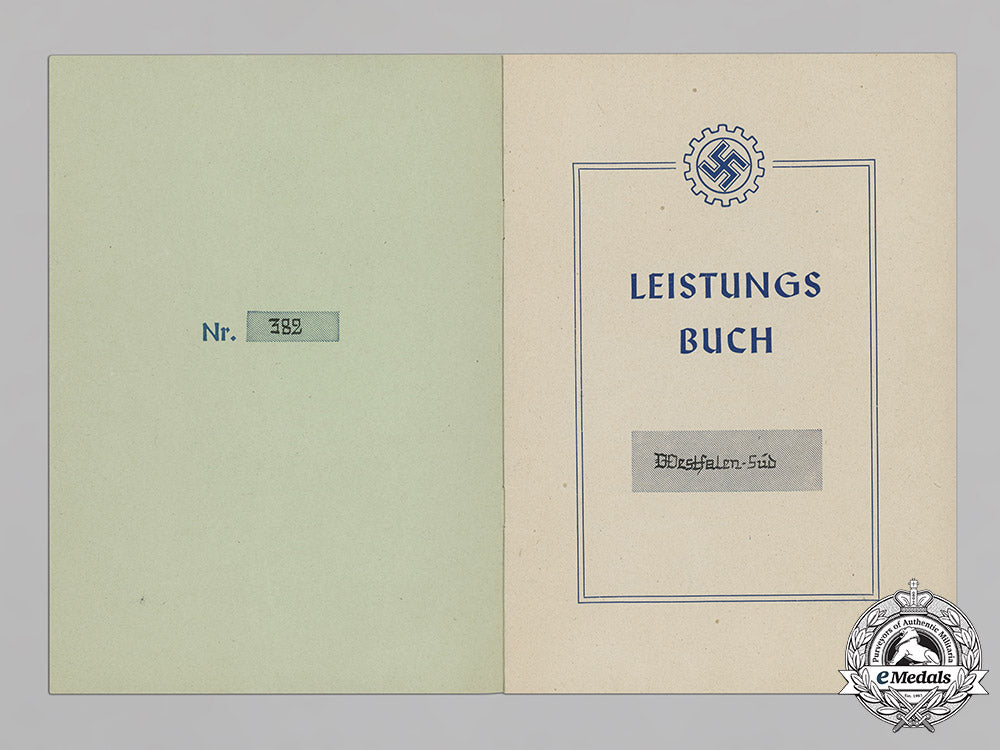 Nr. 382
LEISTUNGS
BUCH
Westfalen-Süd
Purveyors of Authentic Militaria
eMedals